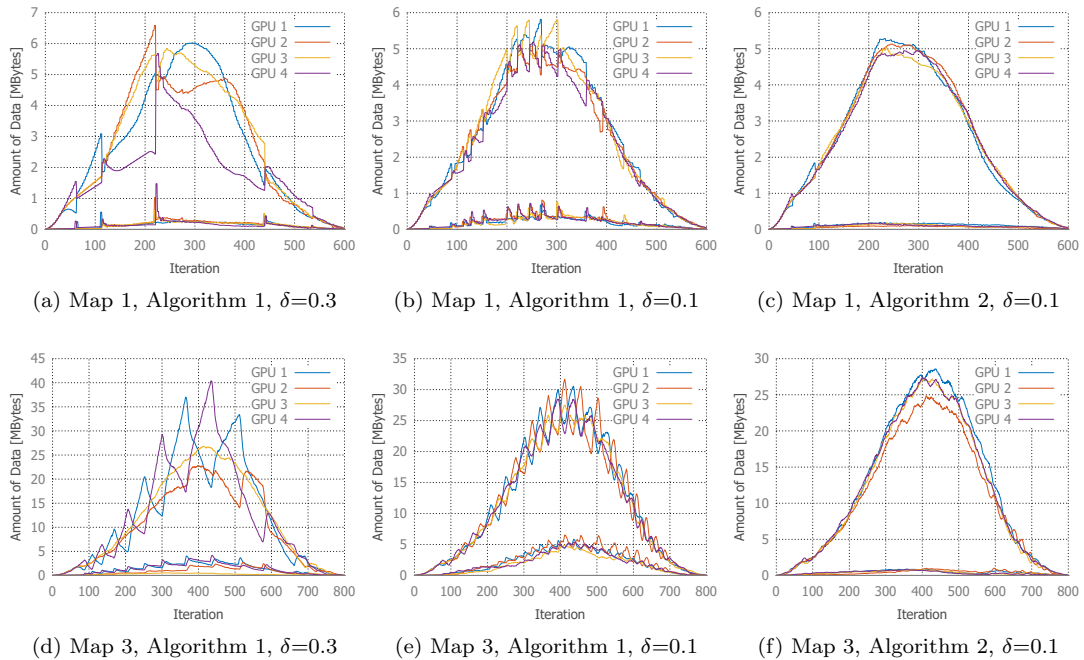 Amount of Data [MBytes]
7
6
5
4
3
2
1
0
0 100 200 300 400 500 600
Iteration
GPU 1
GPU 2
GPU 3
GPU 4
(a) Map 1, Algorithm 1, δ=0.3
Amount of Data [MBytes]
6
5
4
3
2
1
0
0 100 200 300 400 500 600
Iteration
GPU 1
GPU 2
GPU 3
GPU 4
(b) Map 1, Algorithm 1, δ=0.1
Amount of Data [MBytes]
6
5
4
3
2
1
0
0 100 200 300 400 500 600
Iteration
GPU 1
GPU 2
GPU 3
GPU 4
(c) Map 1, Algorithm 2, δ=0.1
Amount of Data [MBytes]
45
40
35
30
25
20
15
10
5
0
0 100 200 300 400 500 600 700 800
Iteration
GPU 1
GPU 2
GPU 3
GPU 4
(d) Map 3, Algorithm 1, δ=0.3
Amount of Data [MBytes]
35
30
25
20
15
10
5
0
0 100 200 300 400 500 600 700 800
Iteration
GPU 1
GPU 2
GPU 3
GPU 4
(e) Map 3, Algorithm 1, δ=0.1
Amount of Data [MBytes]
30
25
20
15
10
5
0
0 100 200 300 400 500 600 700 800
Iteration
GPU 1
GPU 2
GPU 3
GPU 4
(f) Map 3, Algorithm 2, δ=0.1